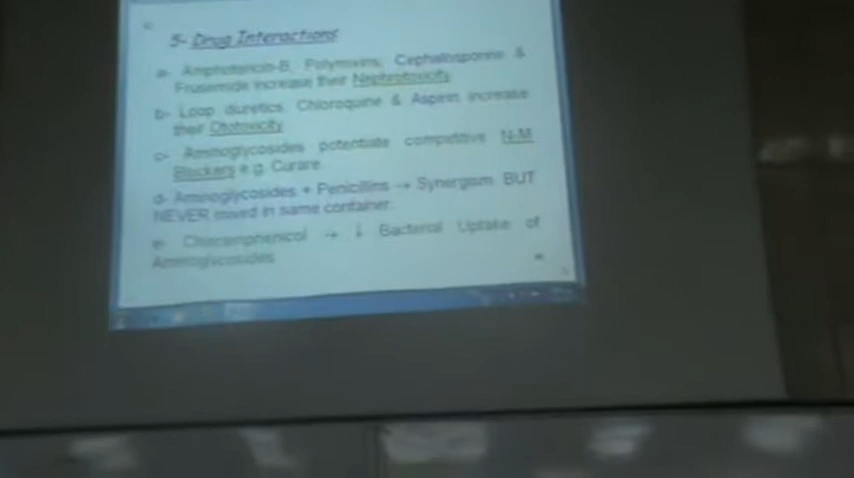 5- Drug Interactions
a- Amphotericin-B, Polymixins, Cephalosporins &
Frusemide increase their Nephrotoxicity
b- Loop diuretics, Chloroquine & Aspirin increase
their Ototoxicity
c- Aminoglycosides potentiate competitive N-M
Blockers e.g. Curare.
d- Aminoglycosides + Penicillins → Synergism. BUT
NEVER mixed in same container.
e- Chloramphenicol → ↓ Bacterial Uptake of
Aminoglycosides